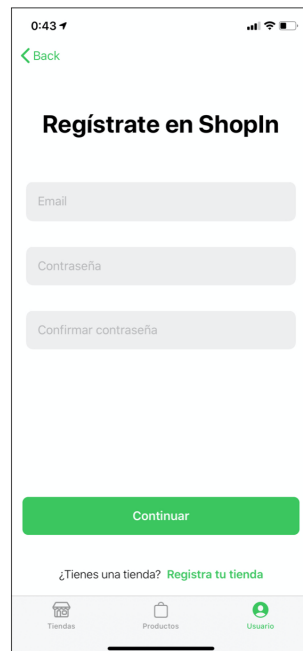 0:43
Back
Regístrate en ShopIn
Email
Contraseña
Confirmar contraseña
Continuar
¿Tienes una tienda? Registra tu tienda
Tiendas Productos Usuario